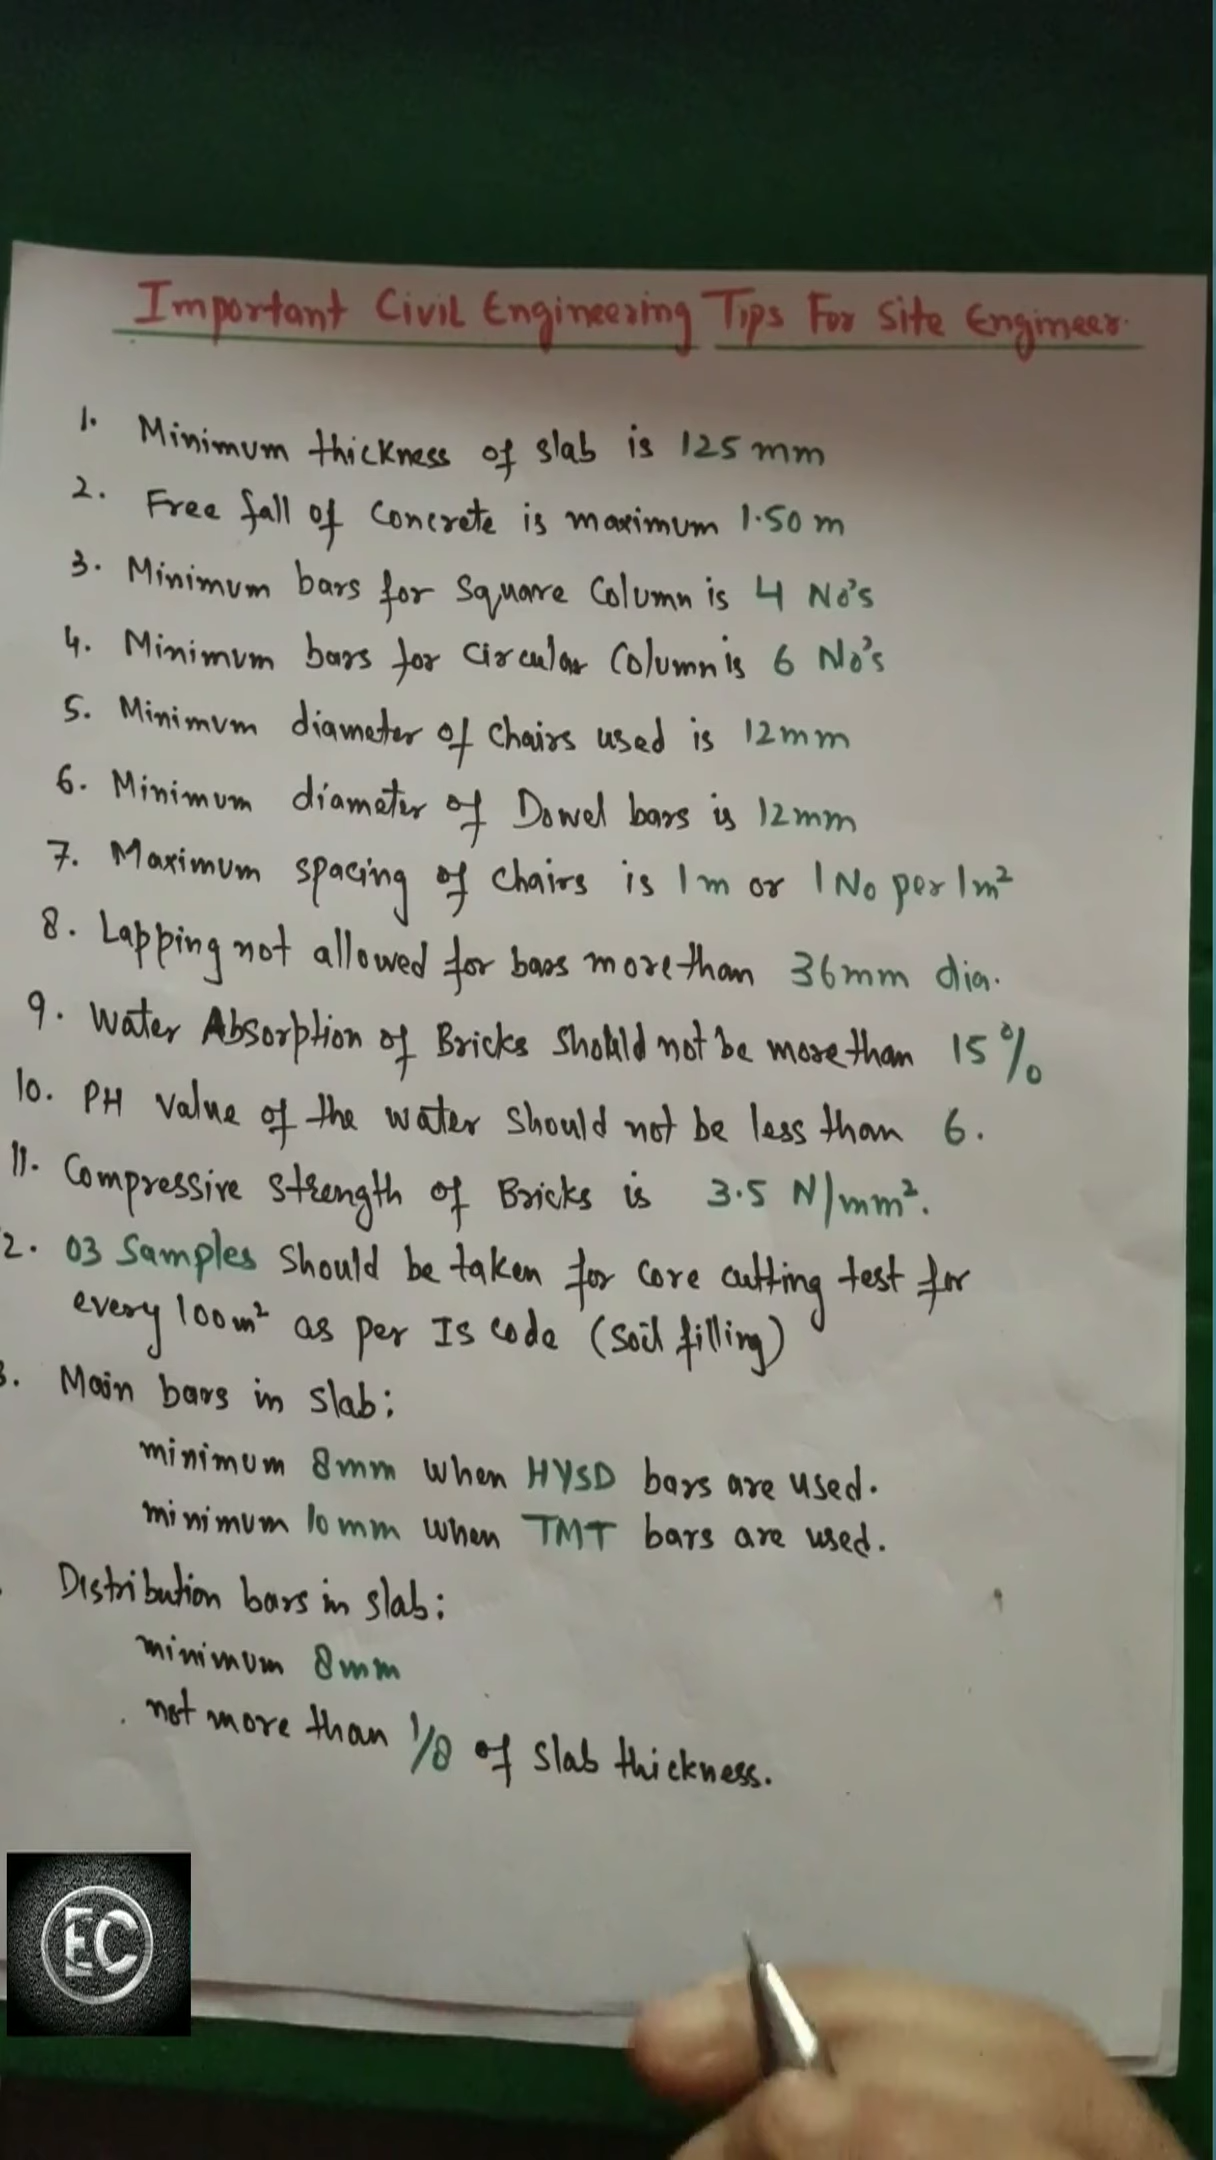 Important Civil Engineering Tips For Site Engineer.
1. Minimum thickness of slab is 125 mm
2. Free fall of concrete is maximum 1.50 m
3. Minimum bars for Square Column is 4 No's
4. Minimum bars for Circular Column is 6 No's
5. Minimum diameter of chairs used is 12mm
6. Minimum diameter of Dowel bars is 12mm
7. Maximum spacing of chairs is 1m or 1 No per 1m²
8. Lapping not allowed for bars more than 36mm dia.
9. Water Absorption of Bricks Should not be more than 15%
10. PH value of the water should not be less than 6.
11. Compressive strength of Bricks is 3.5 N/mm².
2. 03 Samples should be taken for core cutting test for
every 100m² as per Is code (soil filling)
3. Main bars in slab:
minimum 8mm when HYSD bars are used.
minimum 10mm when TMT bars are used.
Distribution bars in slab:
minimum 8mm
not more than 1/8 of slab thickness.
EC